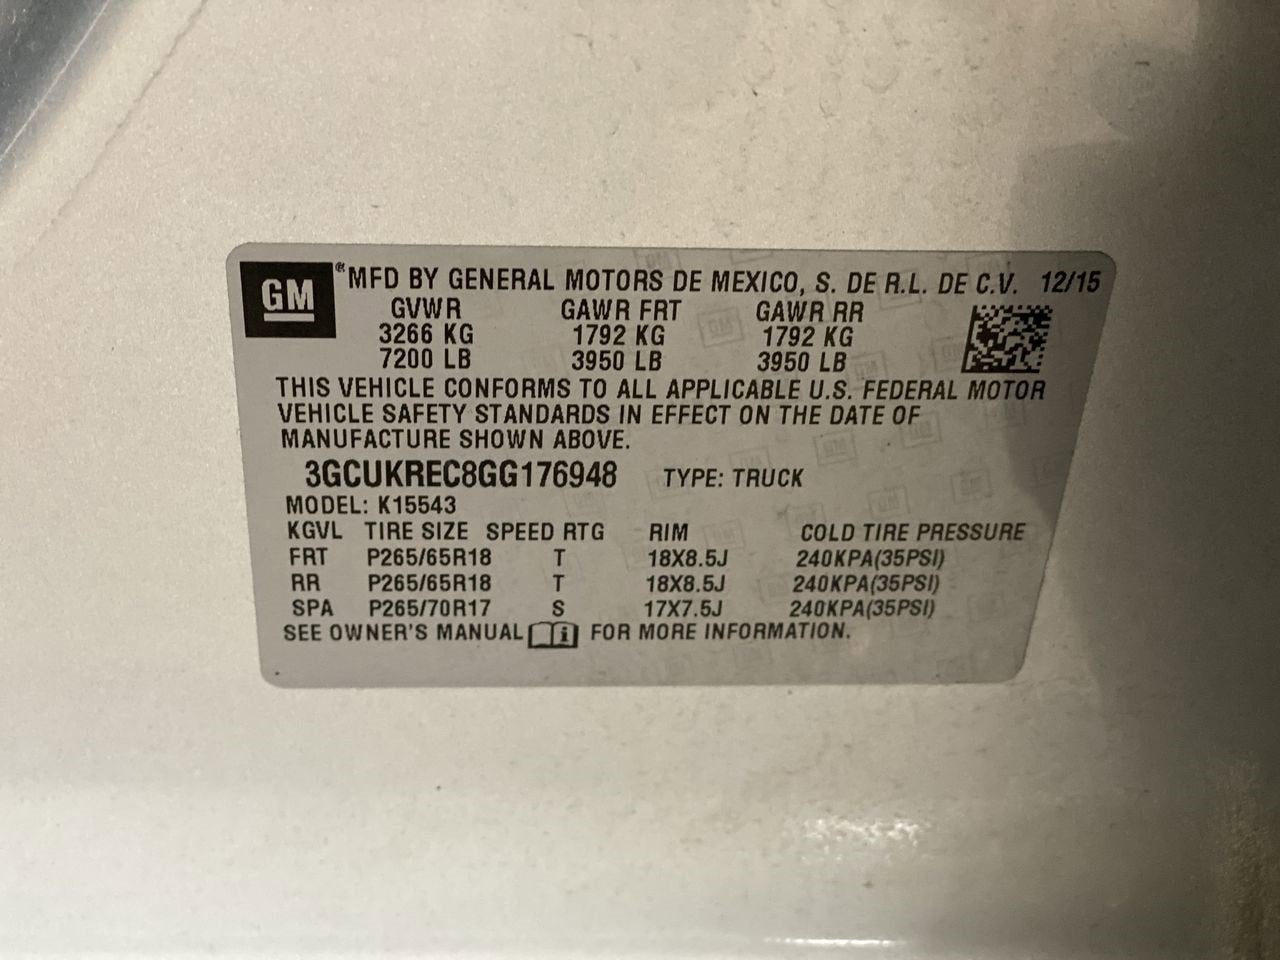 GM ® MFD BY GENERAL MOTORS DE MEXICO, S. DE R.L. DE C.V. 12/15
GVWR GAWR FRT GAWR RR
3266 KG 1792 KG 1792 KG
7200 LB 3950 LB 3950 LB
THIS VEHICLE CONFORMS TO ALL APPLICABLE U.S. FEDERAL MOTOR
VEHICLE SAFETY STANDARDS IN EFFECT ON THE DATE OF
MANUFACTURE SHOWN ABOVE.
3GCUKREC8GG176948 TYPE: TRUCK
MODEL: K15543
KGVL TIRE SIZE SPEED RTG RIM COLD TIRE PRESSURE
FRT P265/65R18 T 18X8.5J 240KPA(35PSI)
RR P265/65R18 T 18X8.5J 240KPA(35PSI)
SPA P265/70R17 S 17X7.5J 240KPA(35PSI)
SEE OWNER'S MANUAL i FOR MORE INFORMATION.